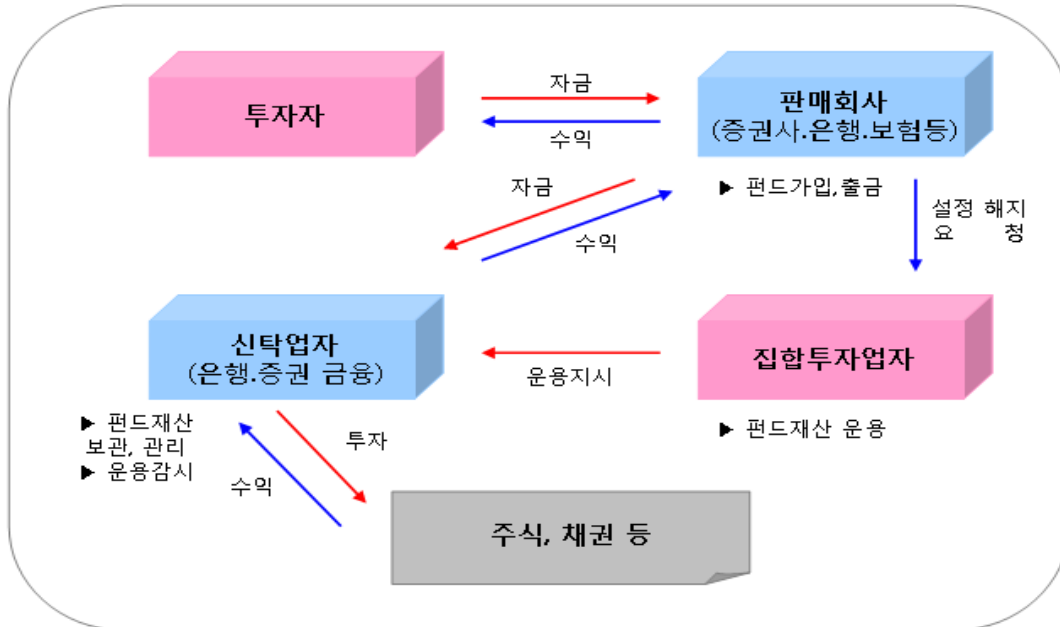 투자자
자금
수익
판매회사
(증권사.은행.보험등)
▶ 펀드가입,출금
자금
수익
설정 해지
요 청
신탁업자
(은행.증권 금융)
▶ 펀드재산
보관, 관리
▶ 운용감시
운용지시
집합투자업자
▶ 펀드재산 운용
투자
수익
주식, 채권 등